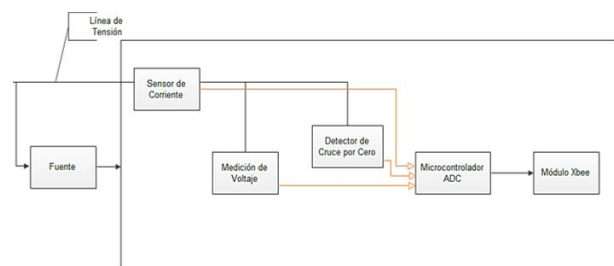 Línea de
Tensión
Sensor de
Corriente
Detector de
Cruce por Cero
Fuente
Medición de
Voltaje
Microcontrolador
ADC
Módulo Xbee